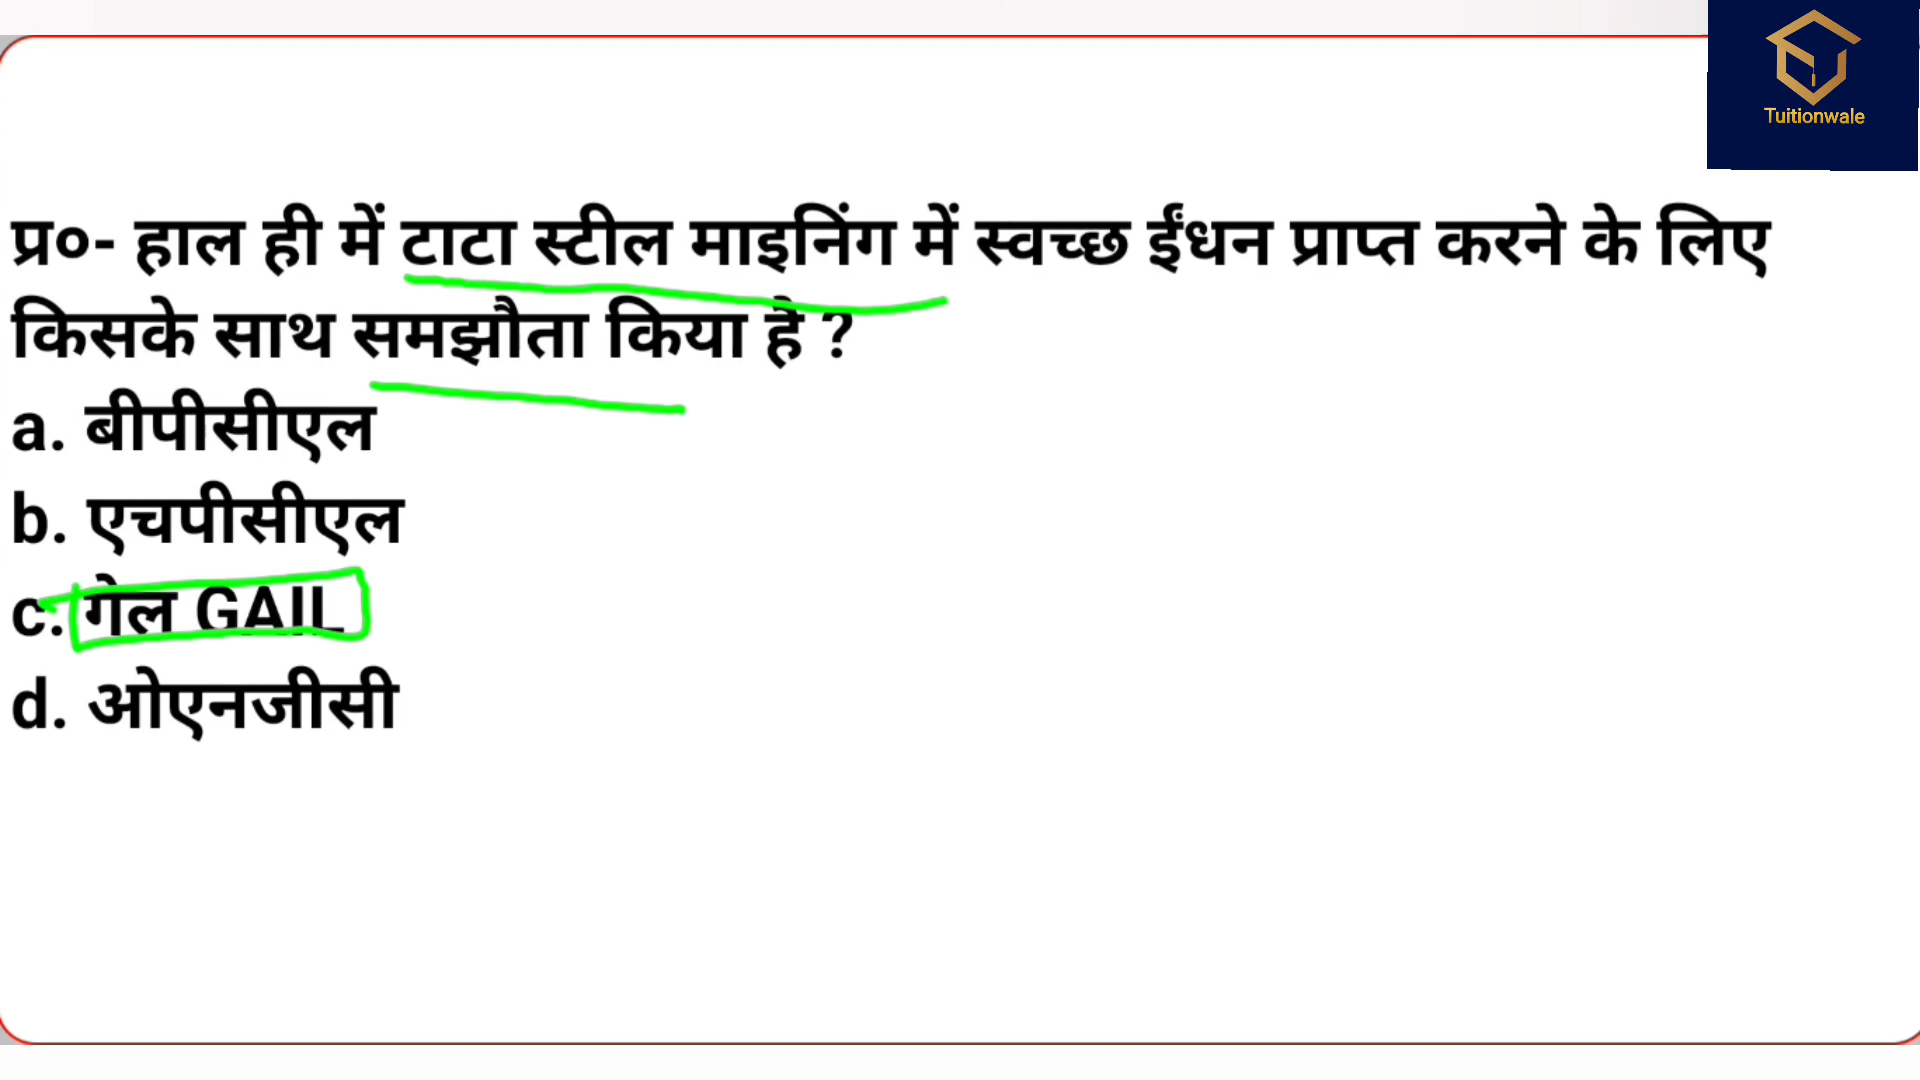 Tuitionwale
प्र०- हाल ही में टाटा स्टील माइनिंग में स्वच्छ ईंधन प्राप्त करने के लिए
किसके साथ समझौता किया है ?
a. बीपीसीएल
b. एचपीसीएल
c. गेल GAIL
d. ओएनजीसी